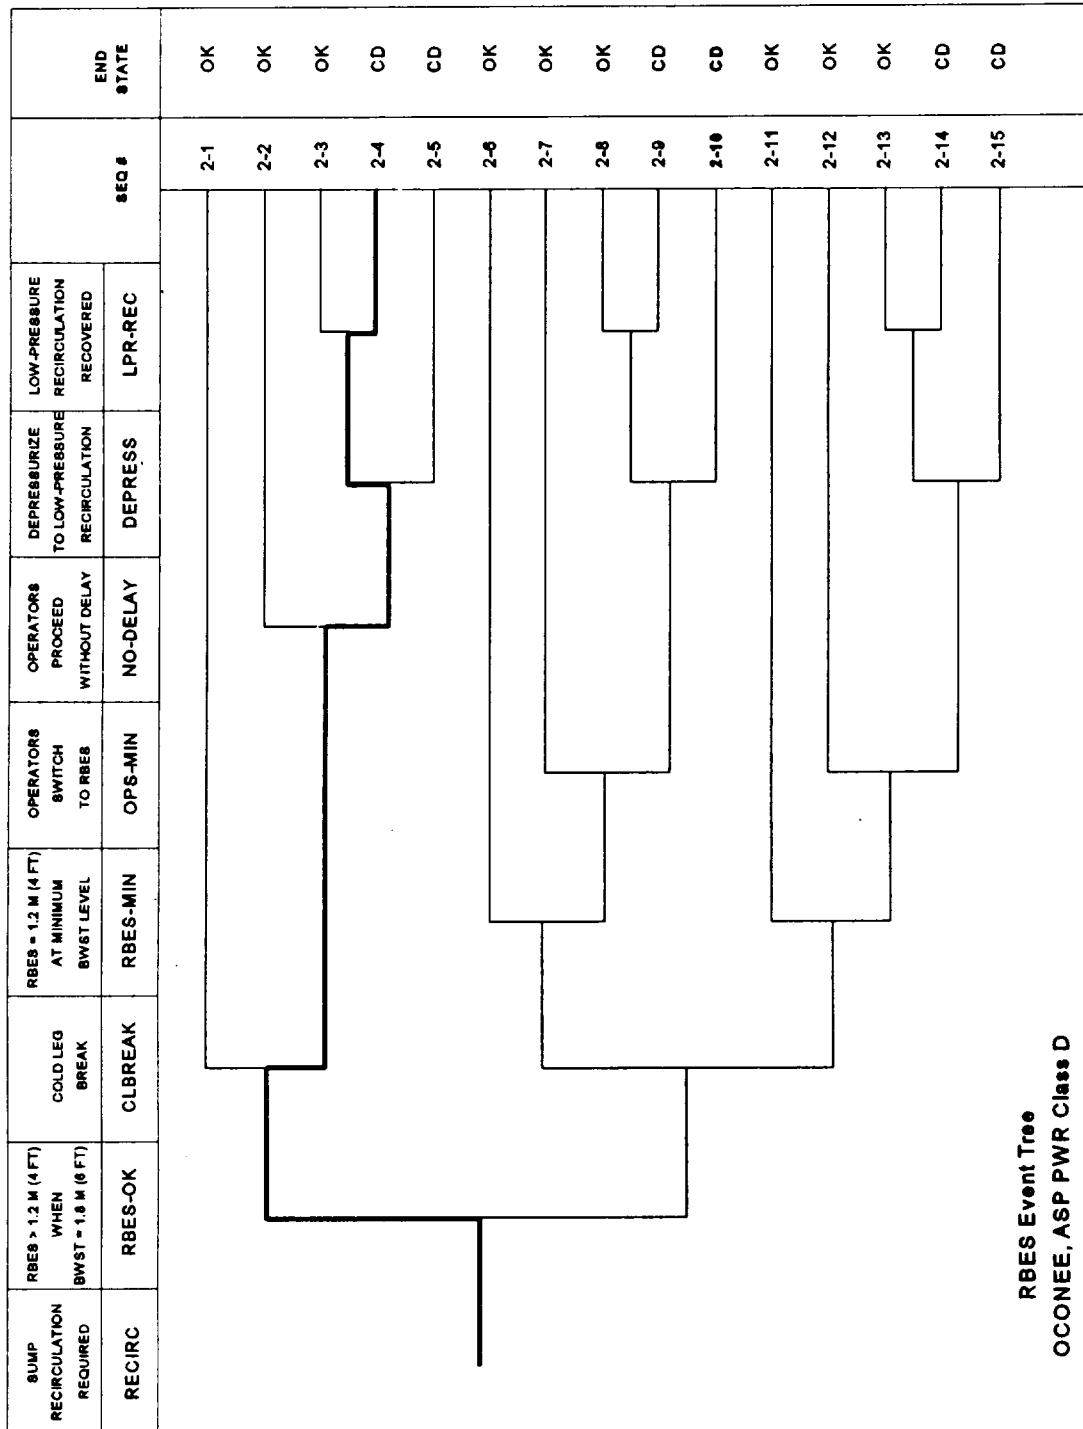 SUMP
RECIRCULATION
REQUIRED
RECIRC
RBES > 1.2 M (4 FT)
WHEN
BWST = 1.8 M (6 FT)
RBES-OK
COLD LEG
BREAK
CLBREAK
RBES = 1.2 M (4 FT)
AT MINIMUM
BWST LEVEL
RBES-MIN
OPERATORS
SWITCH
TO RBES
OPS-MIN
OPERATORS
PROCEED
WITHOUT DELAY
NO-DELAY
DEPRESSURIZE
TO LOW-PRESSURE
RECIRCULATION
DEPRESS
LOW-PRESSURE
RECIRCULATION
RECOVERED
LPR-REC
SEQ #
END
STATE
2-1 OK
2-2 OK
2-3 OK
2-4 CD
2-5 CD
2-6 OK
2-7 OK
2-8 OK
2-9 CD
2-10 CD
2-11 OK
2-12 OK
2-13 OK
2-14 CD
2-15 CD
RBES Event Tree
OCONEE, ASP PWR Class D